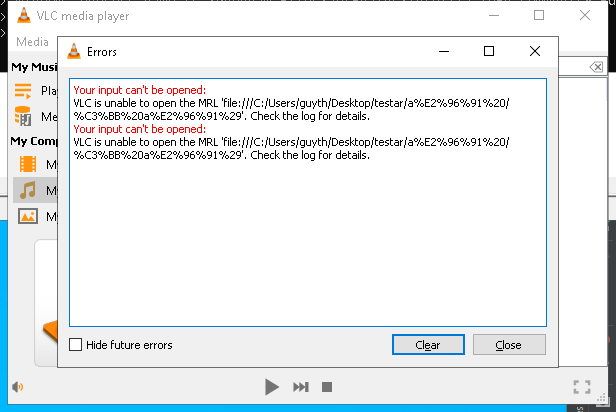 VLC media player
Media
Errors
My Musi
Your input can't be opened:
VLC is unable to open the MRL 'file:///C:/Users/guyth/Desktop/testar/a%E2%96%91%20/
%C3%BB%20a%E2%96%91%29'. Check the log for details.
Your input can't be opened:
VLC is unable to open the MRL 'file:///C:/Users/guyth/Desktop/testar/a%E2%96%91%20/
%C3%BB%20a%E2%96%91%29'. Check the log for details.
Play
Me
My Comp
My
My
My
Hide future errors
Clear
Close